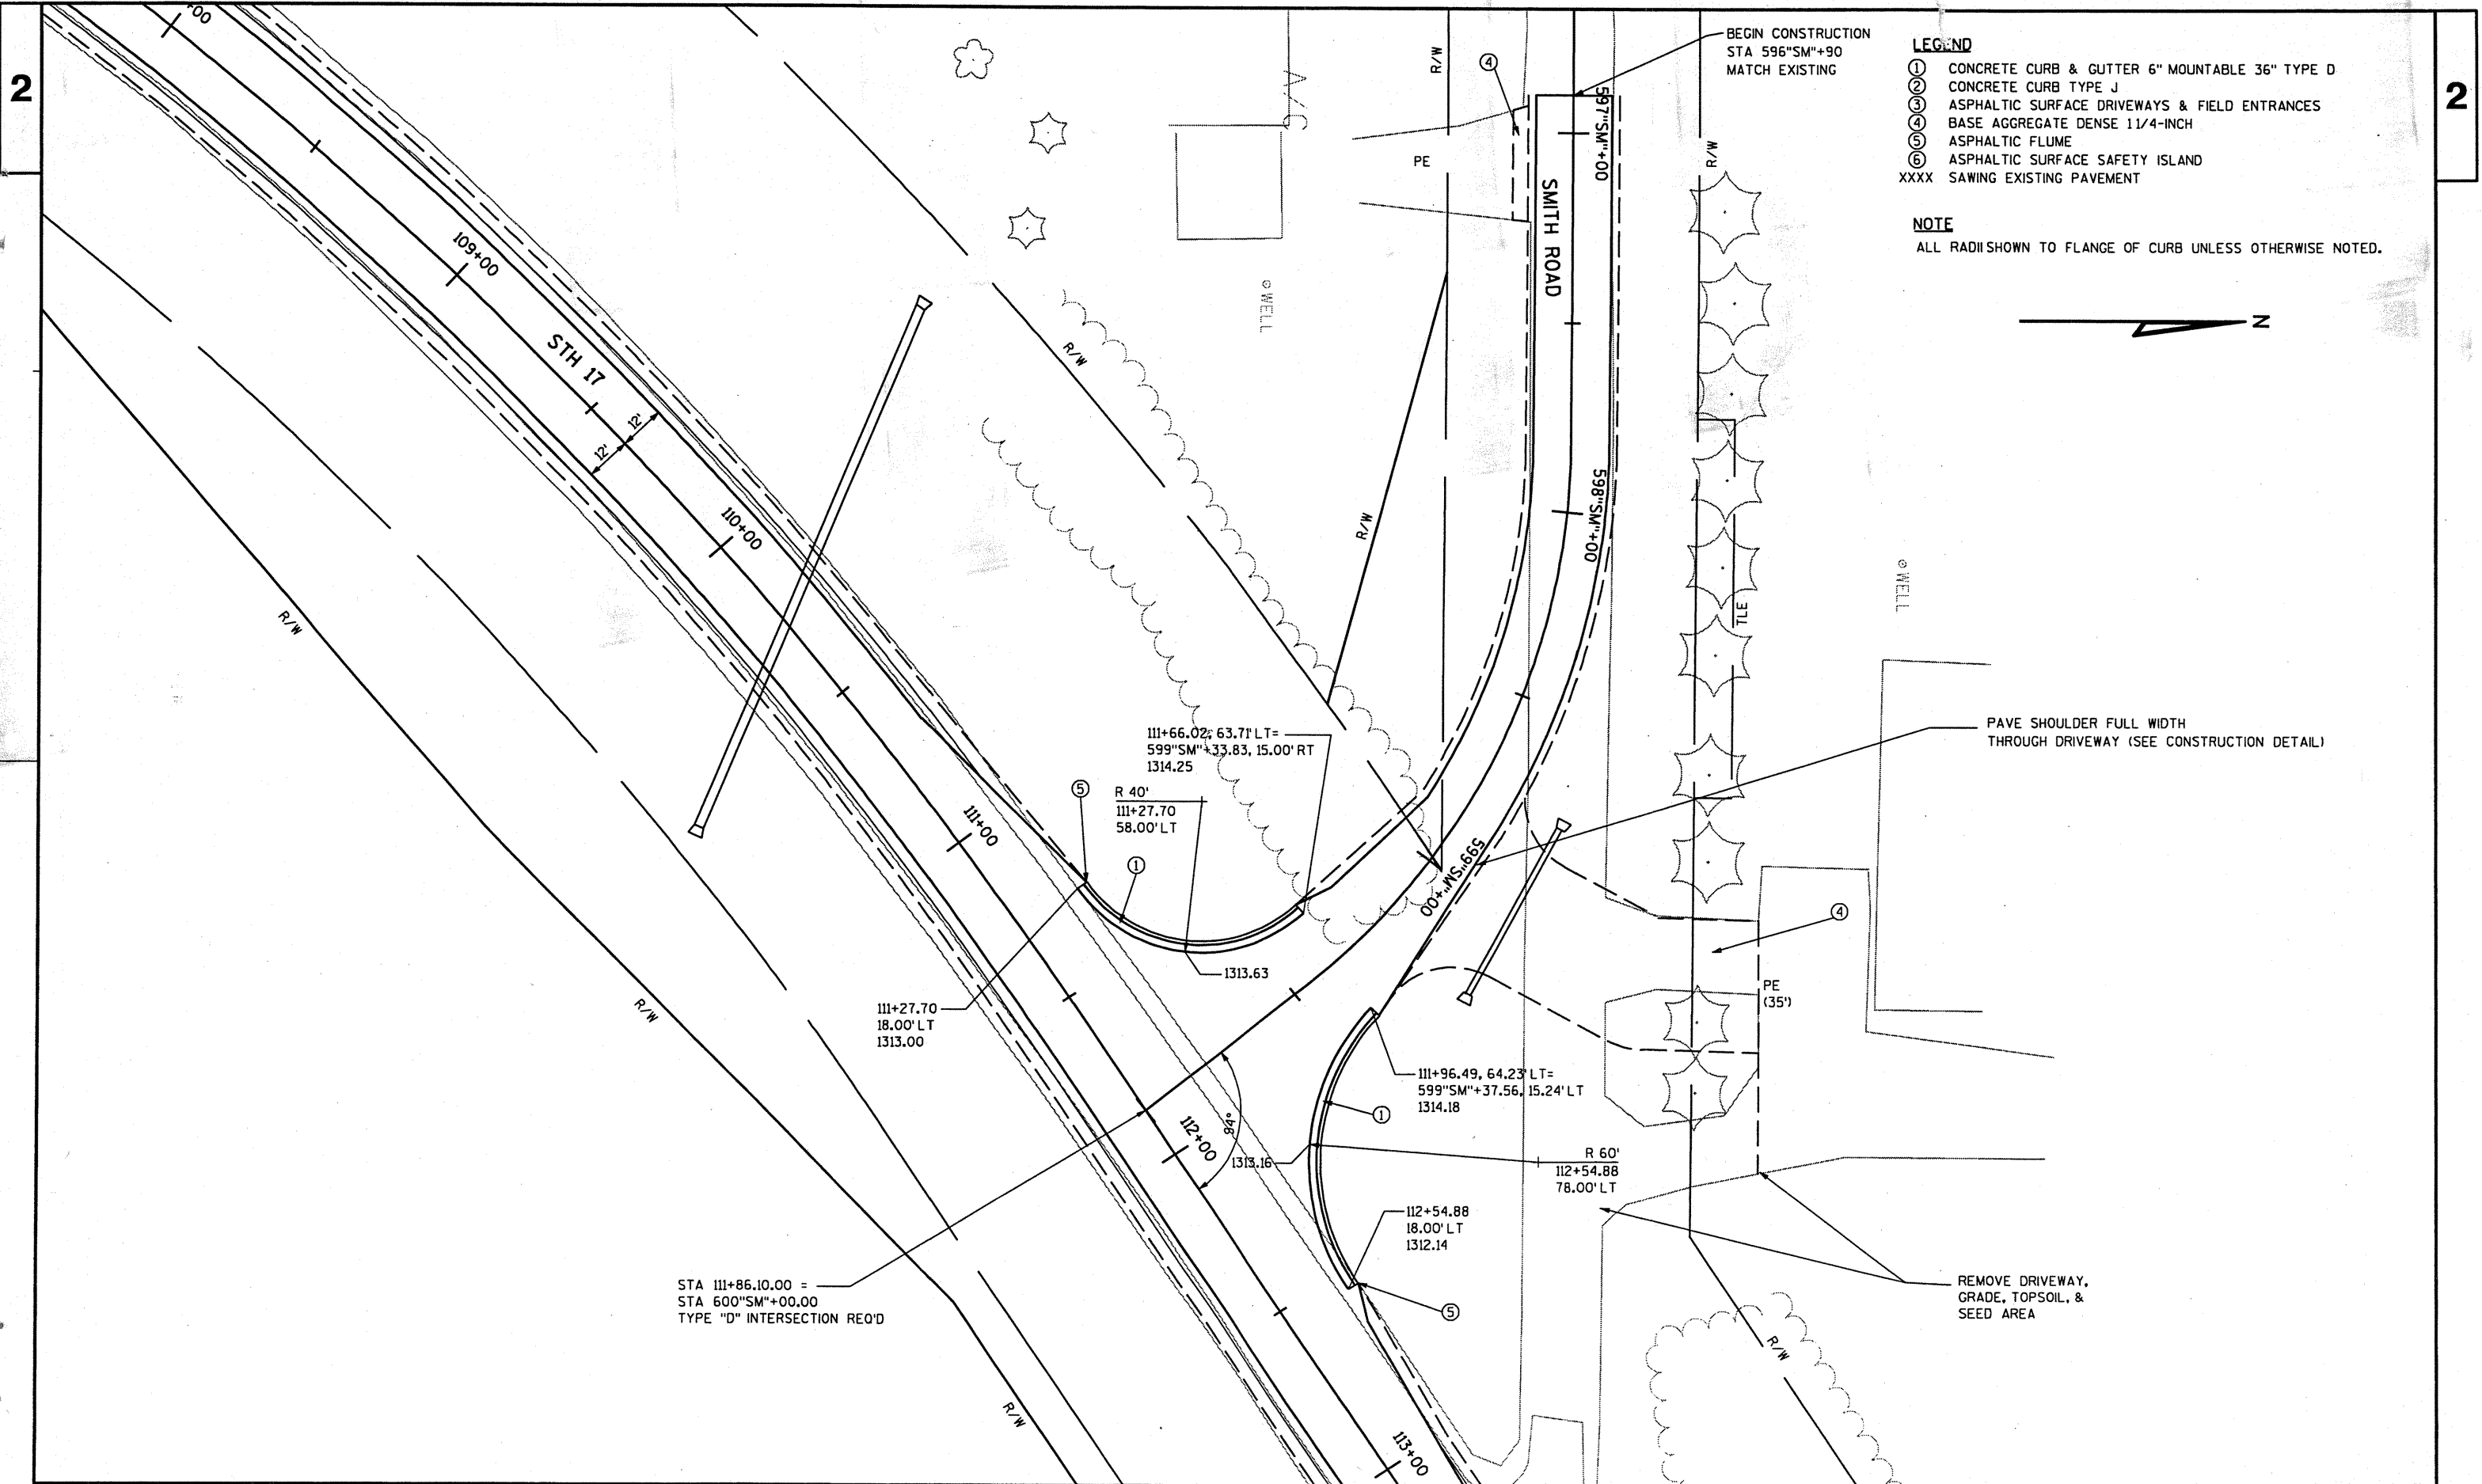 2
2
BEGIN CONSTRUCTION
STA 596"SM"+90
MATCH EXISTING
LEGEND
1 CONCRETE CURB & GUTTER 6" MOUNTABLE 36" TYPE D
2 CONCRETE CURB TYPE J
3 ASPHALTIC SURFACE DRIVEWAYS & FIELD ENTRANCES
4 BASE AGGREGATE DENSE 1 1/4-INCH
5 ASPHALTIC FLUME
6 ASPHALTIC SURFACE SAFETY ISLAND
XXXX SAWING EXISTING PAVEMENT
NOTE
ALL RADII SHOWN TO FLANGE OF CURB UNLESS OTHERWISE NOTED.
N
+00
109+00
STH 17
12'
12'
110+00
111+00
112+00
113+00
A/C
R/W
4
PE
R/W
597"SM"+00
SMITH ROAD
598"SM"+00
599"SM"+00
WELL
R/W
R/W
R/W
WELL
TLE
PAVE SHOULDER FULL WIDTH
THROUGH DRIVEWAY (SEE CONSTRUCTION DETAIL)
111+66.02, 63.71' LT=
599"SM"+33.83, 15.00' RT
1314.25
5
R 40'
111+27.70
58.00' LT
1
1313.63
111+27.70
18.00' LT
1313.00
4
PE
(35')
R/W
111+96.49, 64.23' LT=
599"SM"+37.56, 15.24' LT
1314.18
1
94°
1313.16
R 60'
112+54.88
78.00' LT
112+54.88
18.00' LT
1312.14
5
STA 111+86.10.00 =
STA 600"SM"+00.00
TYPE "D" INTERSECTION REQ'D
REMOVE DRIVEWAY,
GRADE, TOPSOIL, &
SEED AREA
R/W
R/W